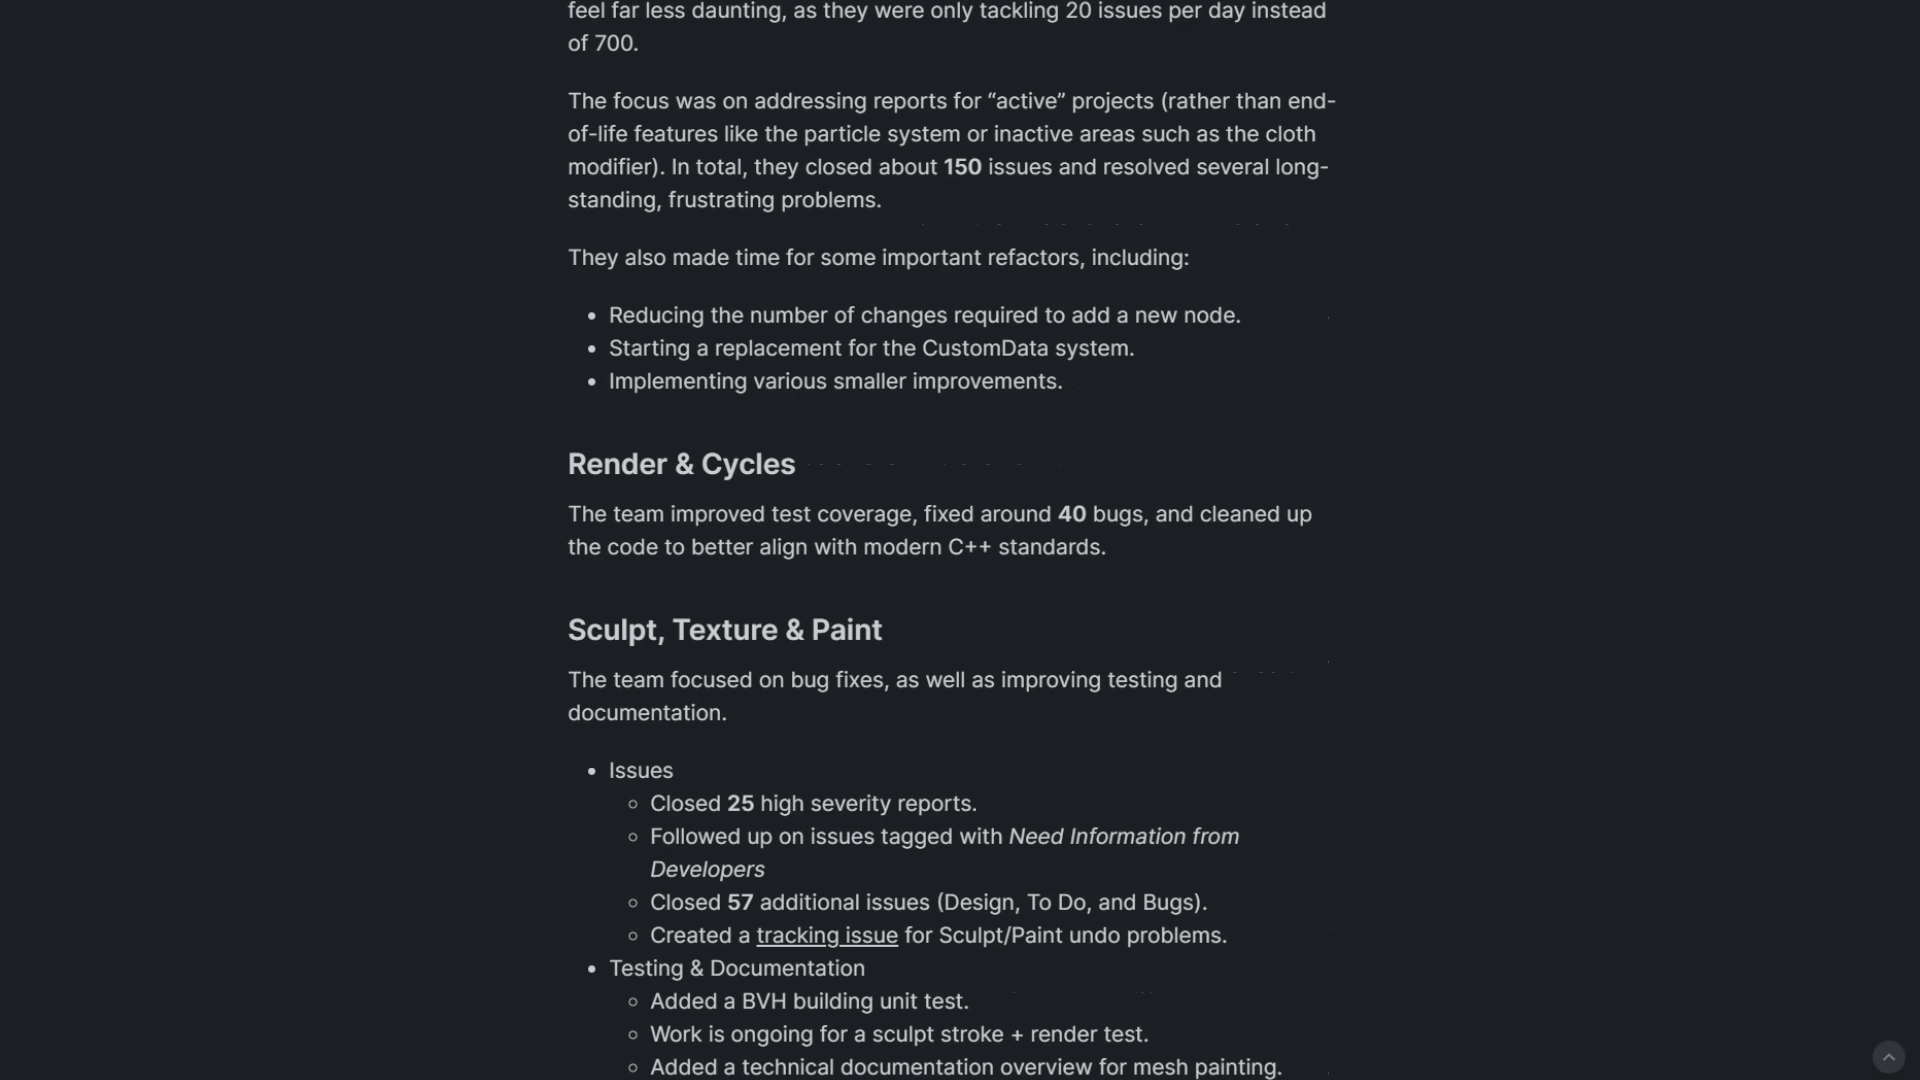 feel far less daunting, as they were only tackling 20 issues per day instead
of 700.
The focus was on addressing reports for “active” projects (rather than end-
of-life features like the particle system or inactive areas such as the cloth
modifier). In total, they closed about 150 issues and resolved several long-
standing, frustrating problems.
They also made time for some important refactors, including:
• Reducing the number of changes required to add a new node.
• Starting a replacement for the CustomData system.
• Implementing various smaller improvements.
Render & Cycles
The team improved test coverage, fixed around 40 bugs, and cleaned up
the code to better align with modern C++ standards.
Sculpt, Texture & Paint
The team focused on bug fixes, as well as improving testing and
documentation.
• Issues
◦ Closed 25 high severity reports.
◦ Followed up on issues tagged with Need Information from
Developers
◦ Closed 57 additional issues (Design, To Do, and Bugs).
◦ Created a tracking issue for Sculpt/Paint undo problems.
• Testing & Documentation
◦ Added a BVH building unit test.
◦ Work is ongoing for a sculpt stroke + render test.
◦ Added a technical documentation overview for mesh painting.